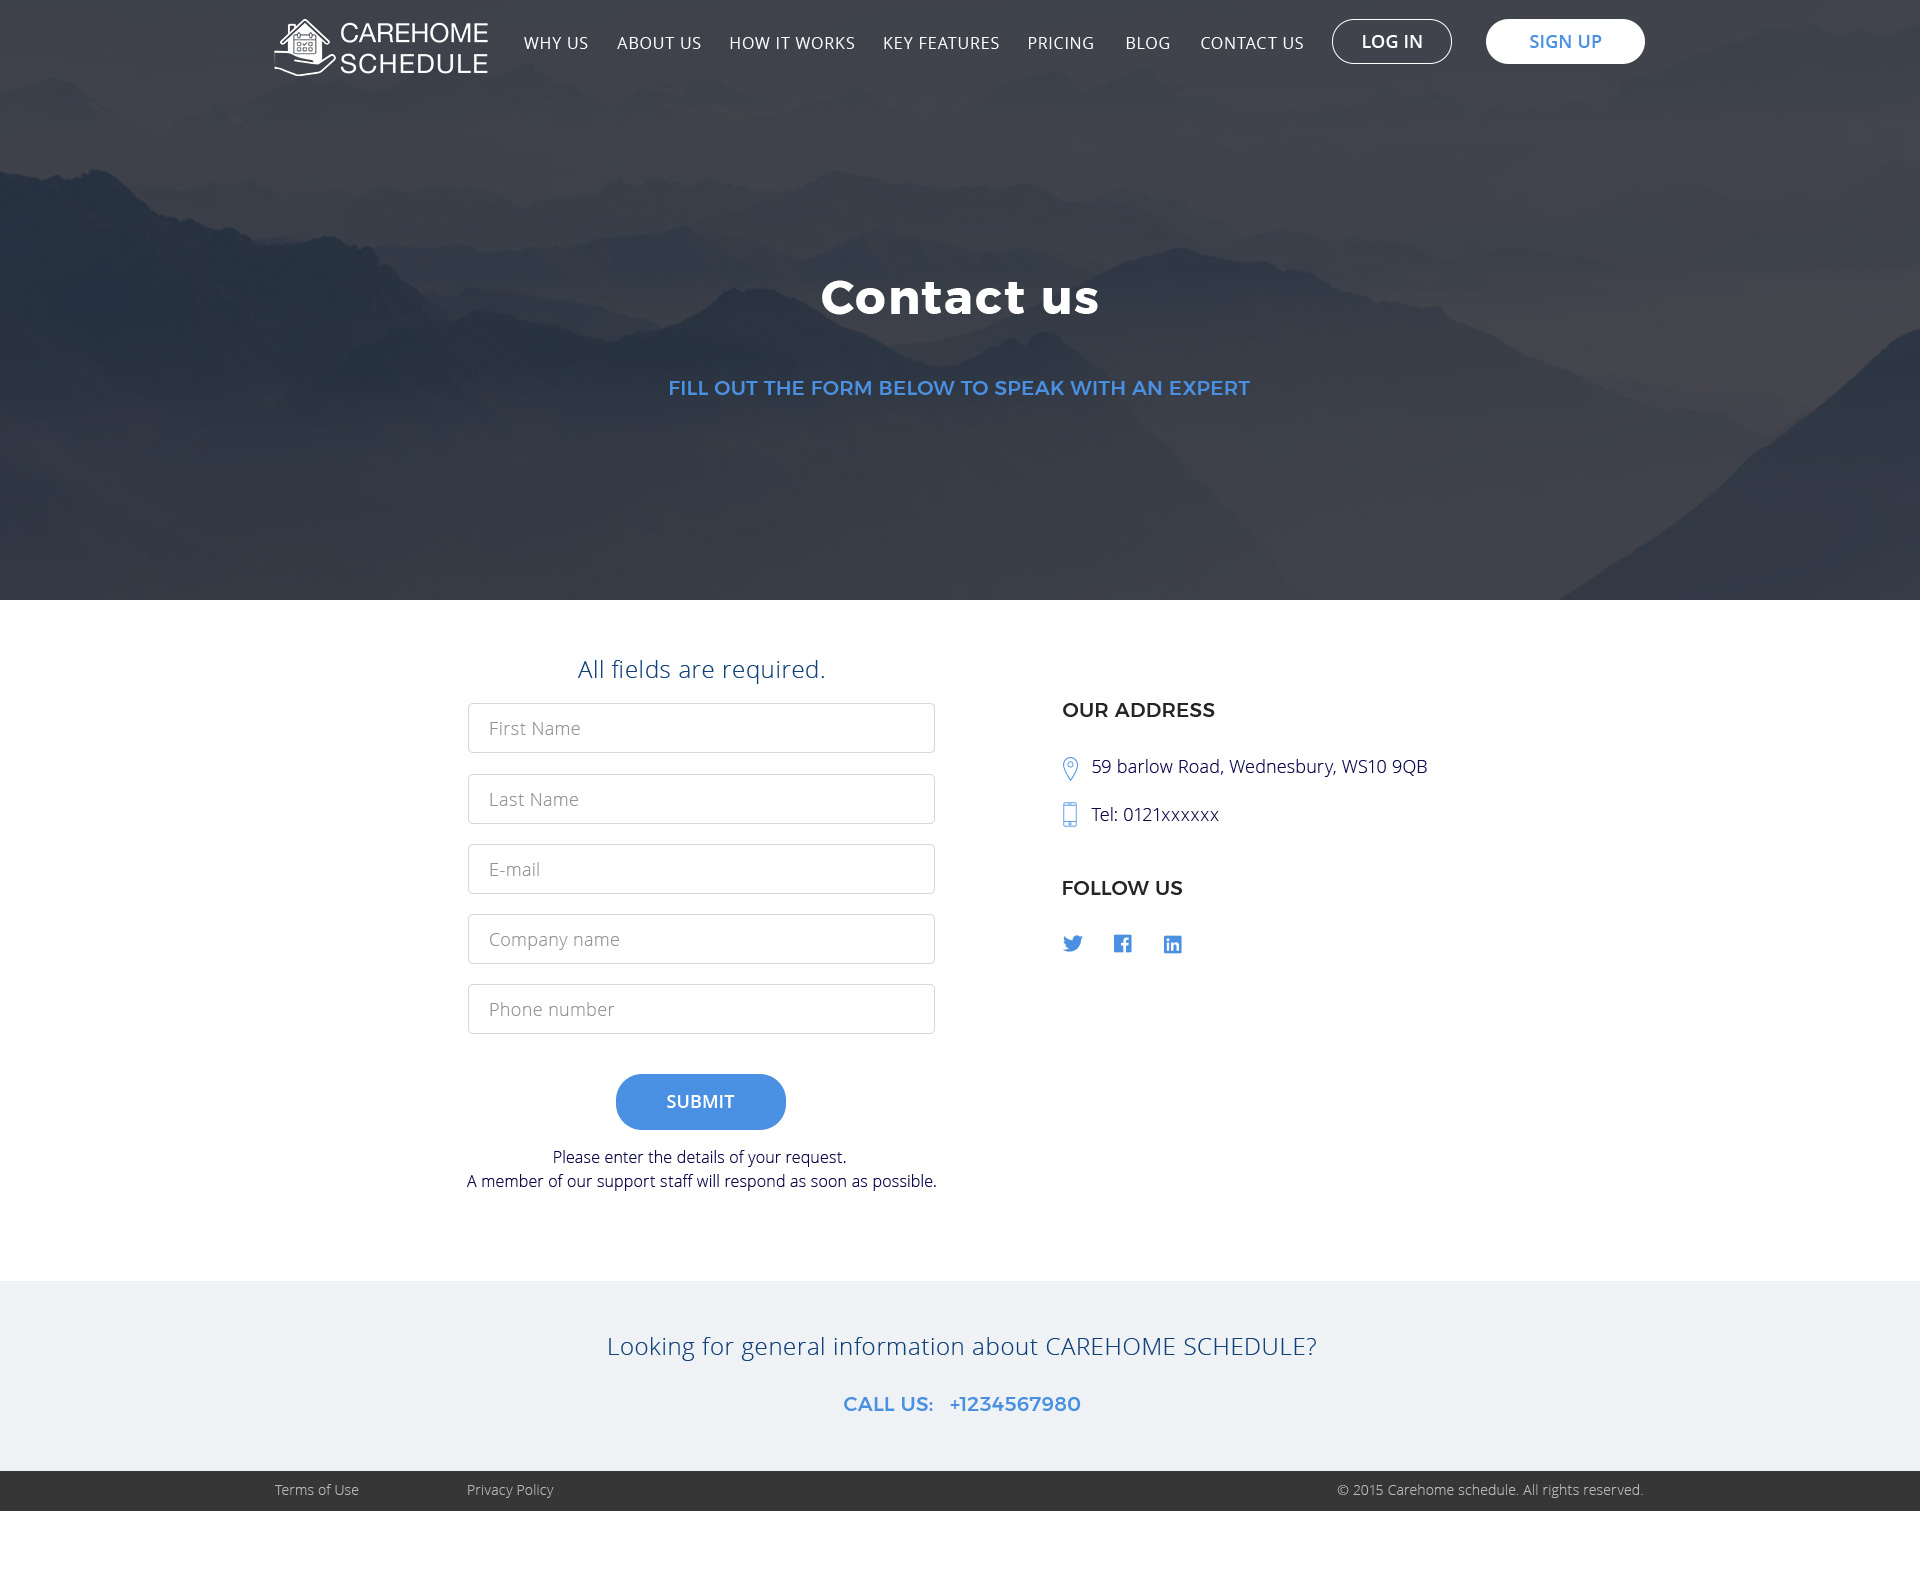 CAREHOME
SCHEDULE
WHY US ABOUT US HOW IT WORKS KEY FEATURES PRICING BLOG CONTACT US LOG IN SIGN UP
Contact us
FILL OUT THE FORM BELOW TO SPEAK WITH AN EXPERT
All fields are required.
First Name
Last Name
E-mail
Company name
Phone number
SUBMIT
Please enter the details of your request.
A member of our support staff will respond as soon as possible.
OUR ADDRESS
59 barlow Road, Wednesbury, WS10 9QB
Tel: 0121xxxxxx
FOLLOW US
Looking for general information about CAREHOME SCHEDULE?
CALL US: +1234567980
Terms of Use Privacy Policy © 2015 Carehome schedule. All rights reserved.